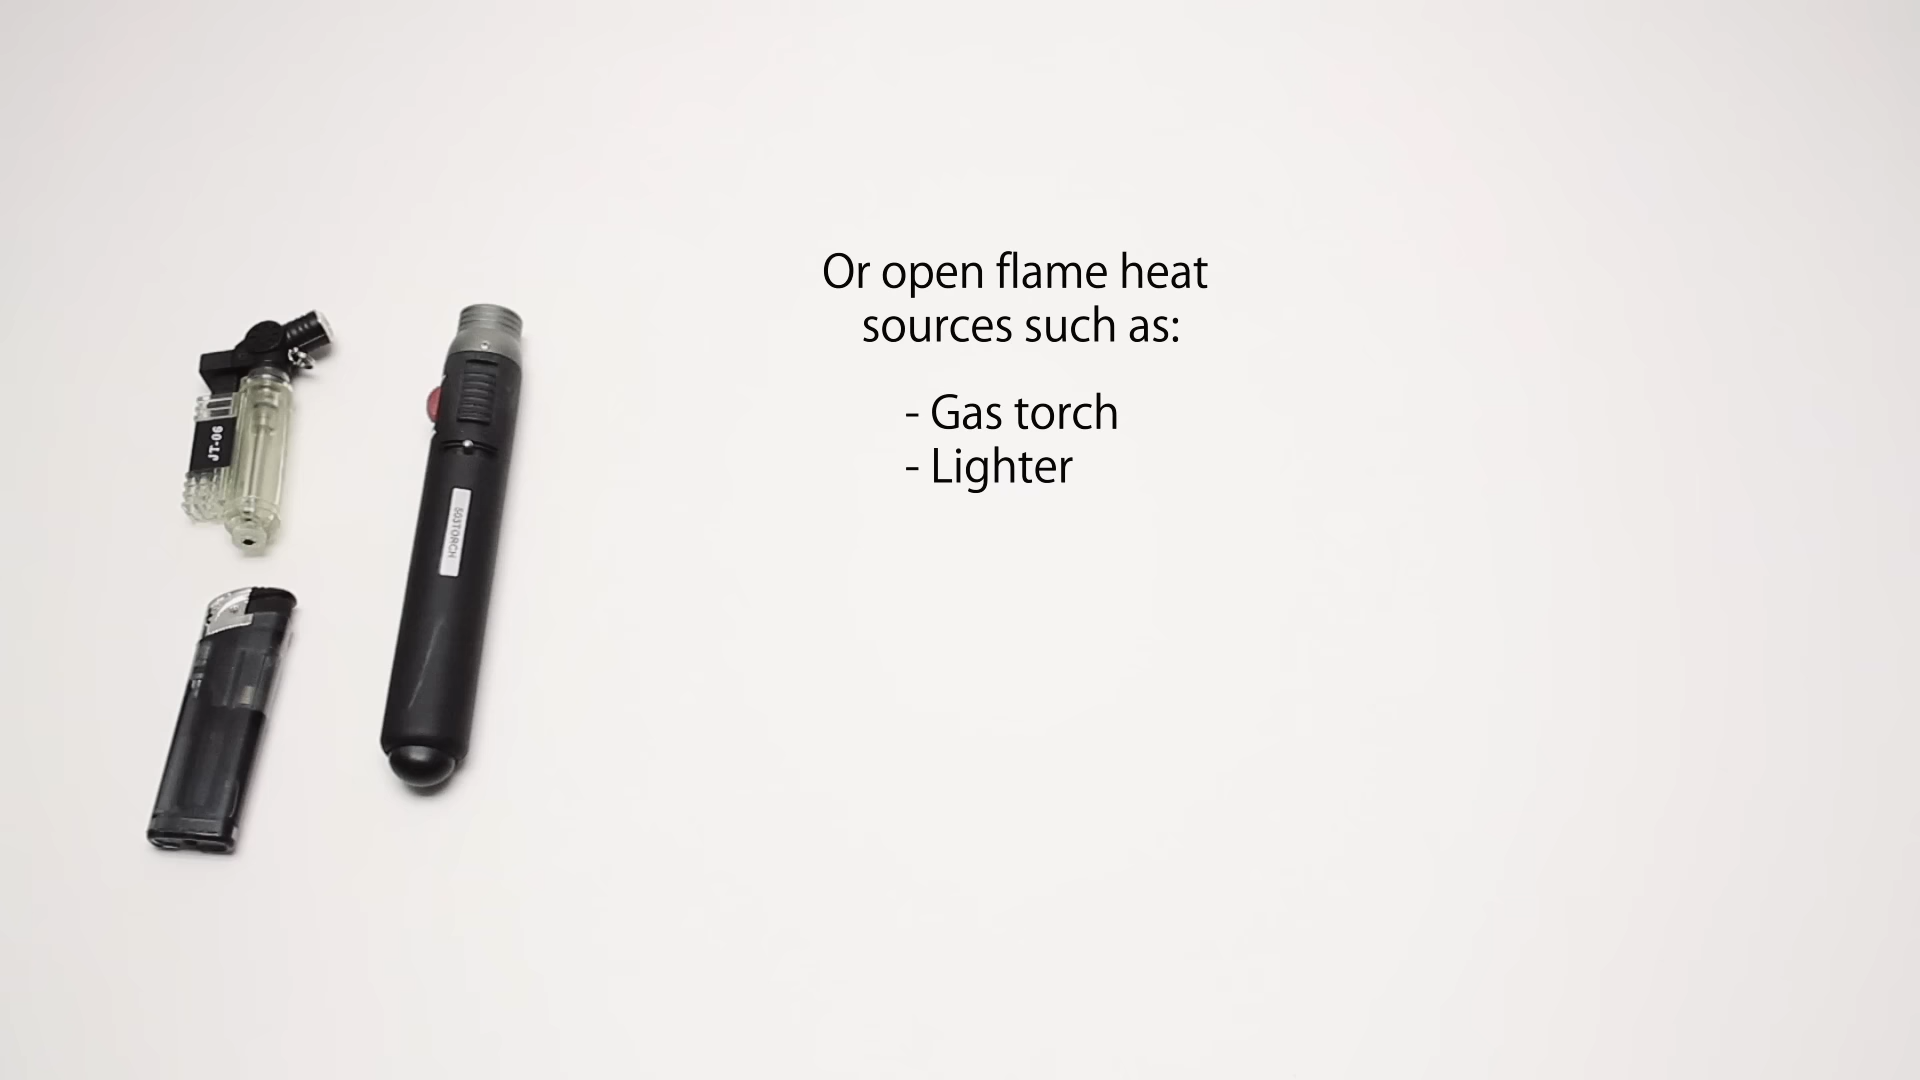 Or open flame heat
sources such as:
- Gas torch
- Lighter
JT-06
503TORCH